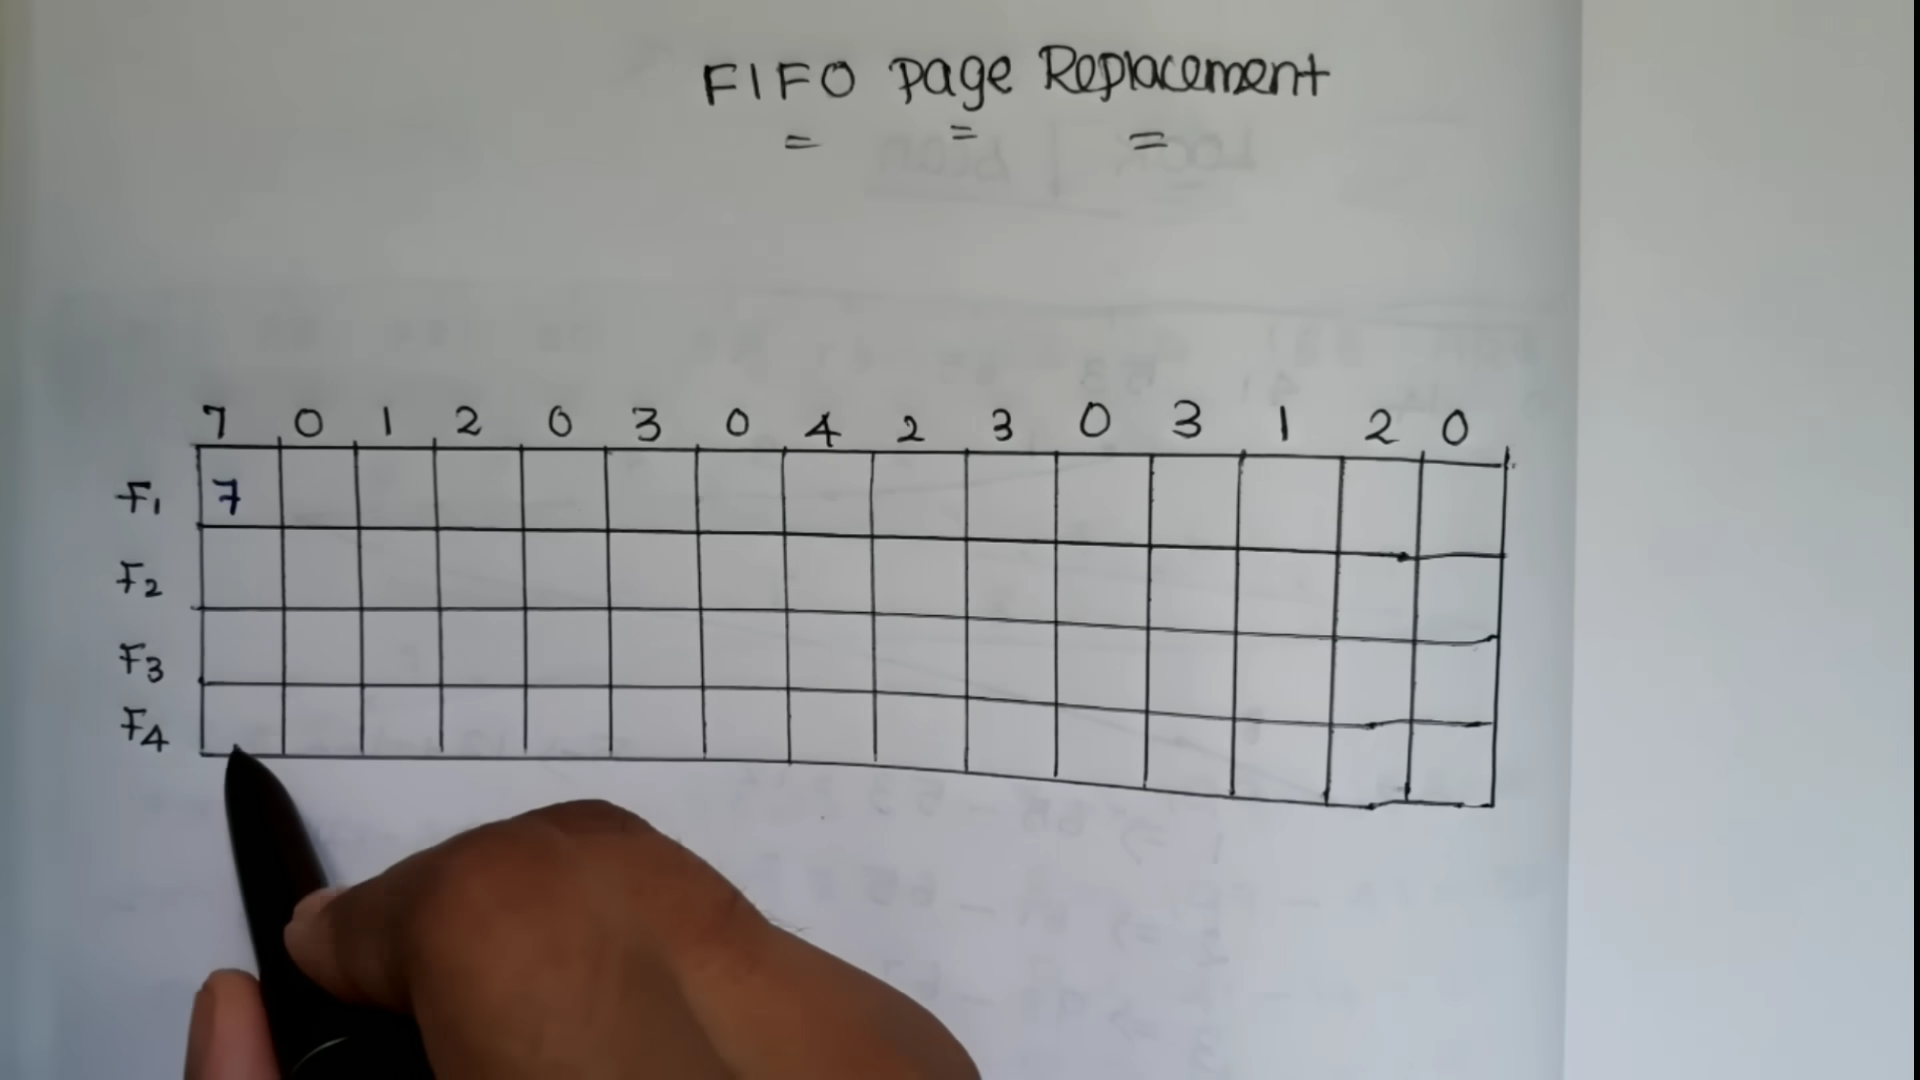 FIFO Page Replacement
7 0 1 2 0 3 0 4 2 3 0 3 1 2 0
F1 7
F2
F3
F4